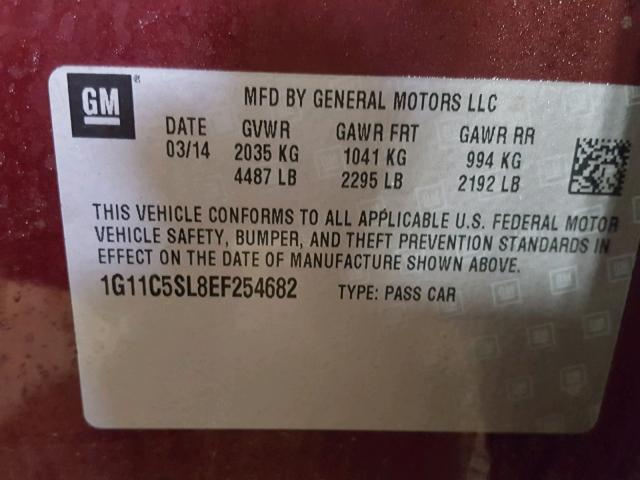 GM
MFD BY GENERAL MOTORS LLC
DATE GVWR GAWR FRT GAWR RR
03/14 2035 KG 1041 KG 994 KG
4487 LB 2295 LB 2192 LB
THIS VEHICLE CONFORMS TO ALL APPLICABLE U.S. FEDERAL MOTOR
VEHICLE SAFETY, BUMPER, AND THEFT PREVENTION STANDARDS IN
EFFECT ON THE DATE OF MANUFACTURE SHOWN ABOVE.
1G11C5SL8EF254682 TYPE: PASS CAR